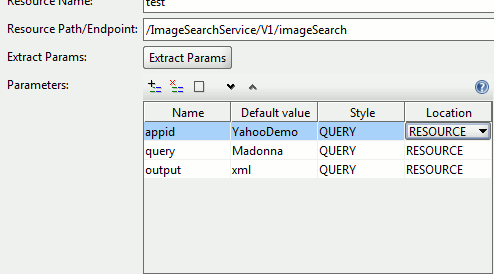 Resource Name: test
Resource Path/Endpoint: /ImageSearchService/V1/imageSearch
Extract Params: Extract Params
Parameters:
Name Default value Style Location
appid YahooDemo QUERY RESOURCE
query Madonna QUERY RESOURCE
output xml QUERY RESOURCE